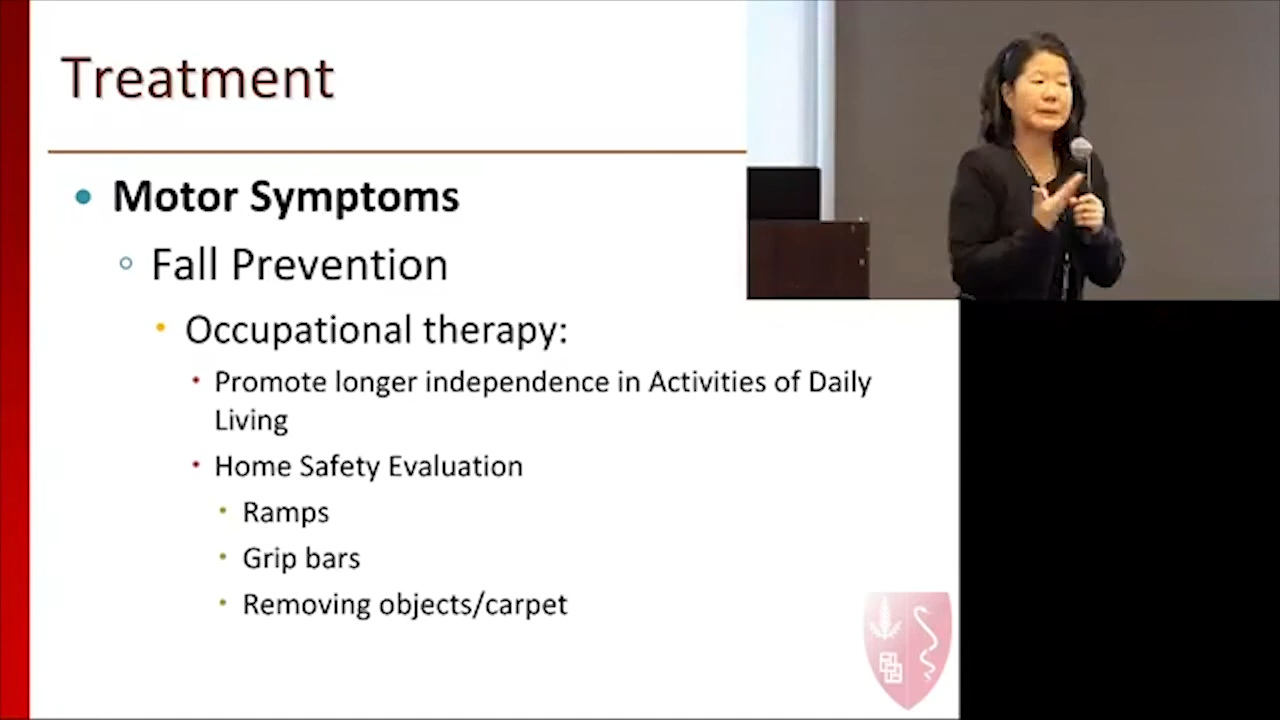 Treatment
Motor Symptoms
Fall Prevention
Occupational therapy:
Promote longer independence in Activities of Daily
Living
Home Safety Evaluation
Ramps
Grip bars
Removing objects/carpet